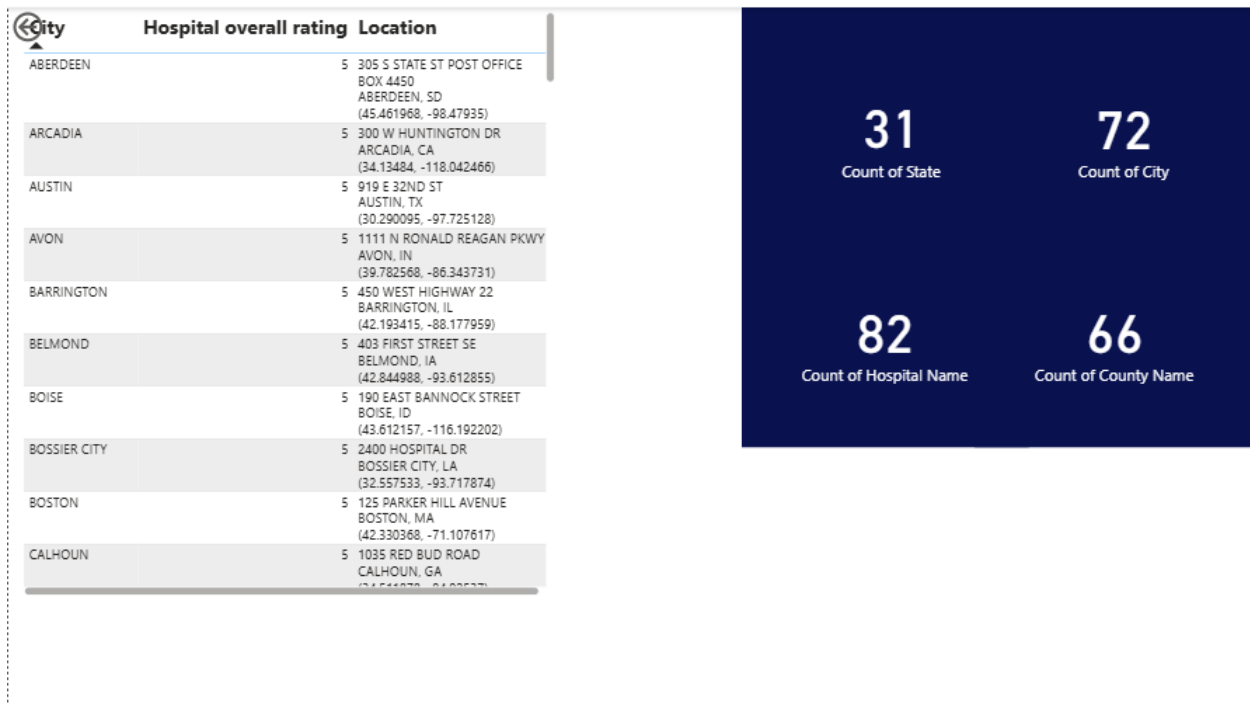 City Hospital overall rating Location
ABERDEEN 5 305 S STATE ST POST OFFICE
BOX 4450
ABERDEEN, SD
(45.461968, -98.47935)
ARCADIA 5 300 W HUNTINGTON DR
ARCADIA, CA
(34.13484, -118.042466)
AUSTIN 5 919 E 32ND ST
AUSTIN, TX
(30.290095, -97.725128)
AVON 5 1111 N RONALD REAGAN PKWY
AVON, IN
(39.782568, -86.343731)
BARRINGTON 5 450 WEST HIGHWAY 22
BARRINGTON, IL
(42.193415, -88.177959)
BELMOND 5 403 FIRST STREET SE
BELMOND, IA
(42.844988, -93.612855)
BOISE 5 190 EAST BANNOCK STREET
BOISE, ID
(43.612157, -116.192202)
BOSSIER CITY 5 2400 HOSPITAL DR
BOSSIER CITY, LA
(32.557533, -93.717874)
BOSTON 5 125 PARKER HILL AVENUE
BOSTON, MA
(42.330368, -71.107617)
CALHOUN 5 1035 RED BUD ROAD
CALHOUN, GA
31 72
Count of State Count of City
82 66
Count of Hospital Name Count of County Name